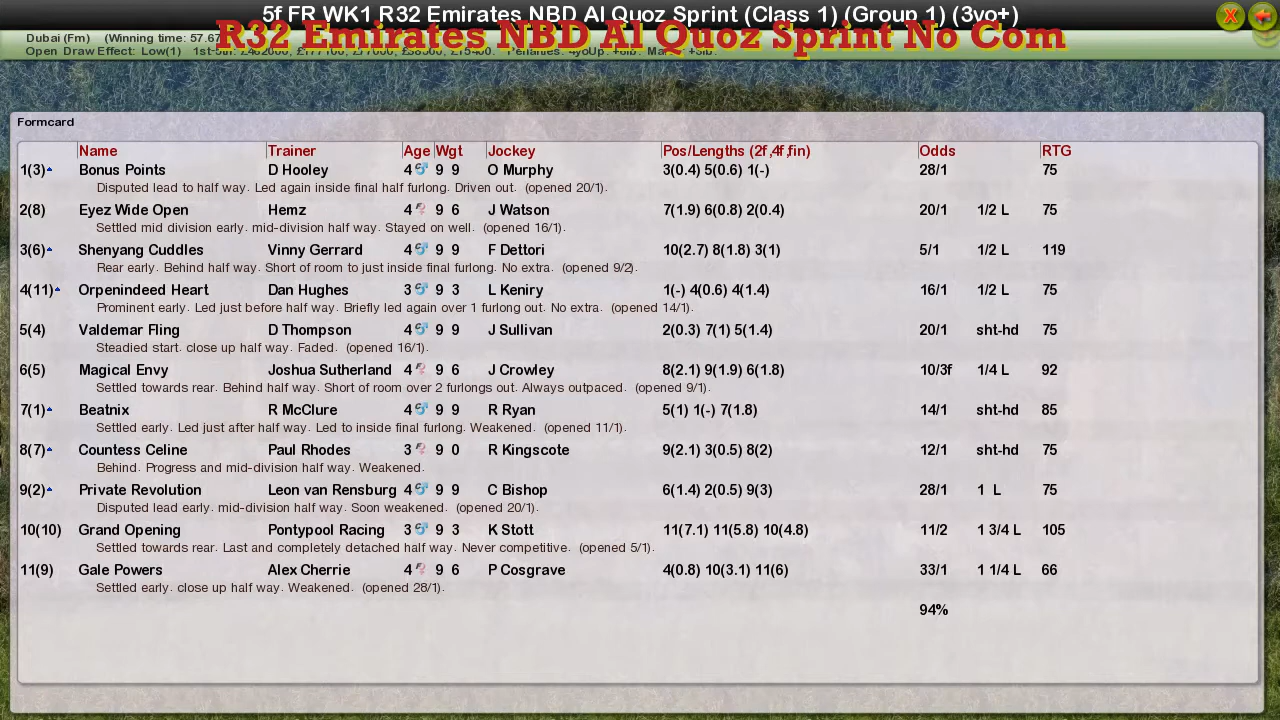 5f FR WK1 R32 Emirates NBD Al Quoz Sprint (Class 1) (Group 1) (3yo+)
R32 Emirates NBD Al Quoz Sprint No Com
Dubai (Fm) (Winning time: 57.67
Open Draw Effect: Low(1) 1st-5th: £462000, £177100, £77000, £38500, £15400. Penalties: 4yoUp: +6lb. Male: +3lb.
Formcard
Name Trainer Age Wgt Jockey Pos/Lengths (2f,4f,fin) Odds RTG
1(3) Bonus Points D Hooley 4 9 9 O Murphy 3(0.4) 5(0.6) 1(-) 28/1 75
Disputed lead to half way. Led again inside final half furlong. Driven out. (opened 20/1).
2(8) Eyez Wide Open Hemz 4 9 6 J Watson 7(1.9) 6(0.8) 2(0.4) 20/1 1/2 L 75
Settled mid division early. mid-division half way. Stayed on well. (opened 16/1).
3(6) Shenyang Cuddles Vinny Gerrard 4 9 9 F Dettori 10(2.7) 8(1.8) 3(1) 5/1 1/2 L 119
Rear early. Behind half way. Short of room to just inside final furlong. No extra. (opened 9/2).
4(11) Orpenindeed Heart Dan Hughes 3 9 3 L Keniry 1(-) 4(0.6) 4(1.4) 16/1 1/2 L 75
Prominent early. Led just before half way. Briefly led again over 1 furlong out. No extra. (opened 14/1).
5(4) Valdemar Fling D Thompson 4 9 9 J Sullivan 2(0.3) 7(1) 5(1.4) 20/1 sht-hd 75
Steadied start. close up half way. Faded. (opened 16/1).
6(5) Magical Envy Joshua Sutherland 4 9 6 J Crowley 8(2.1) 9(1.9) 6(1.8) 10/3f 1/4 L 92
Settled towards rear. Behind half way. Short of room over 2 furlongs out. Always outpaced. (opened 9/1).
7(1) Beatnix R McClure 4 9 9 R Ryan 5(1) 1(-) 7(1.8) 14/1 sht-hd 85
Settled early. Led just after half way. Led to inside final furlong. Weakened. (opened 11/1).
8(7) Countess Celine Paul Rhodes 3 9 0 R Kingscote 9(2.1) 3(0.5) 8(2) 12/1 sht-hd 75
Behind. Progress and mid-division half way. Weakened.
9(2) Private Revolution Leon van Rensburg 4 9 9 C Bishop 6(1.4) 2(0.5) 9(3) 28/1 1 L 75
Disputed lead early. mid-division half way. Soon weakened. (opened 20/1).
10(10) Grand Opening Pontypool Racing 3 9 3 K Stott 11(7.1) 11(5.8) 10(4.8) 11/2 1 3/4 L 105
Settled towards rear. Last and completely detached half way. Never competitive. (opened 5/1).
11(9) Gale Powers Alex Cherrie 4 9 6 P Cosgrave 4(0.8) 10(3.1) 11(6) 33/1 1 1/4 L 66
Settled early. close up half way. Weakened. (opened 28/1).
94%